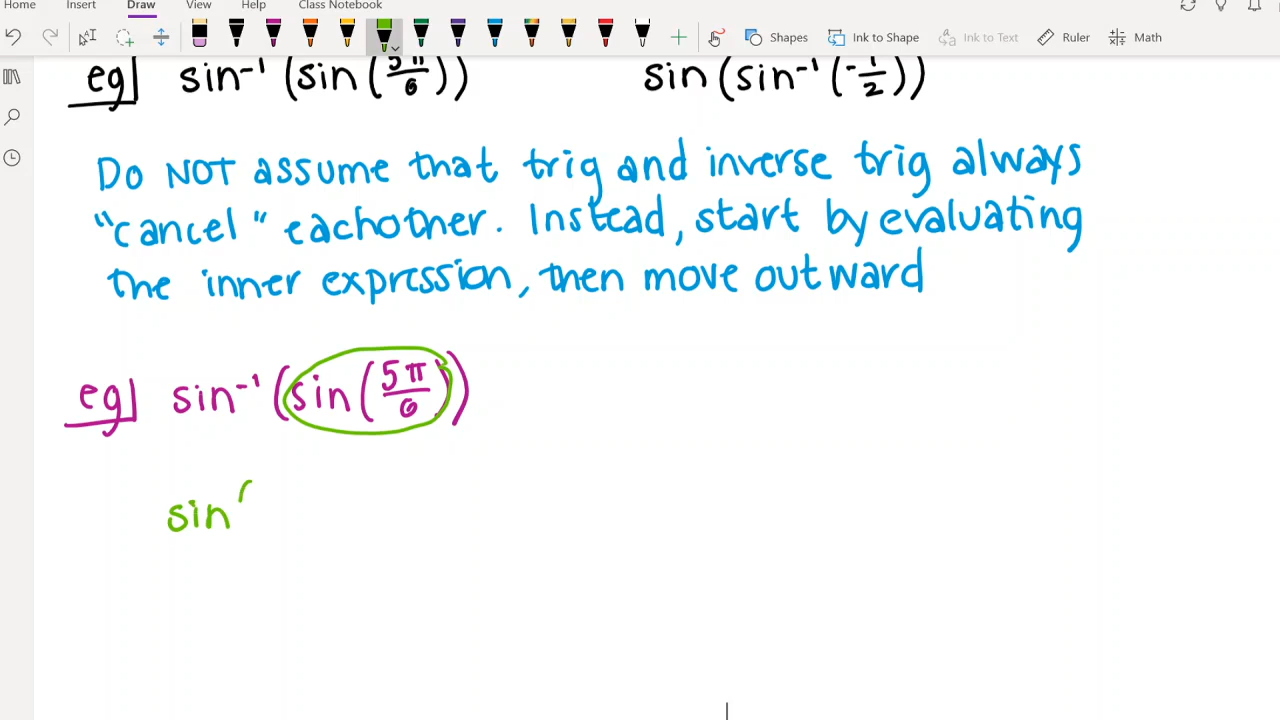 Home Insert Draw View Help Class Notebook
Shapes Ink to Shape Ink to Text Ruler Math
eg] sin⁻¹ (sin (5π/6)) sin (sin⁻¹ (-1/2))
Do NOT assume that trig and inverse trig always
"cancel" eachother. Instead, start by evaluating
the inner expression, then move outward
eg] sin⁻¹ (sin (5π/6))
sin (